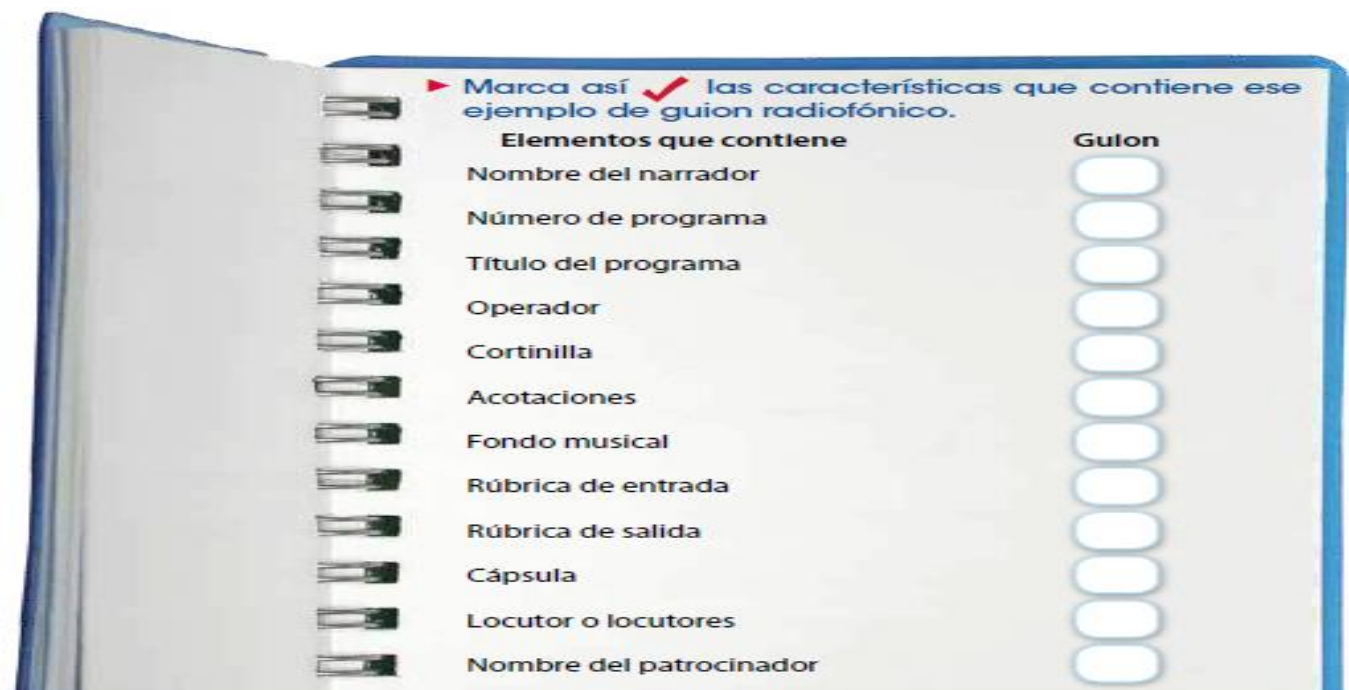 ► Marca así ✓ las características que contiene ese
ejemplo de guion radiofónico.
Elementos que contiene Guion
Nombre del narrador
Número de programa
Título del programa
Operador
Cortinilla
Acotaciones
Fondo musical
Rúbrica de entrada
Rúbrica de salida
Cápsula
Locutor o locutores
Nombre del patrocinador